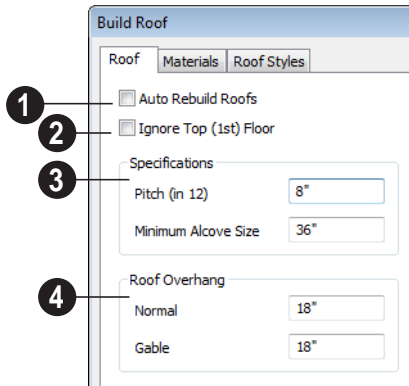 Build Roof
Roof Materials Roof Styles
1 Auto Rebuild Roofs
2 Ignore Top (1st) Floor
Specifications
3 Pitch (in 12) 8"
Minimum Alcove Size 36"
Roof Overhang
4 Normal 18"
Gable 18"